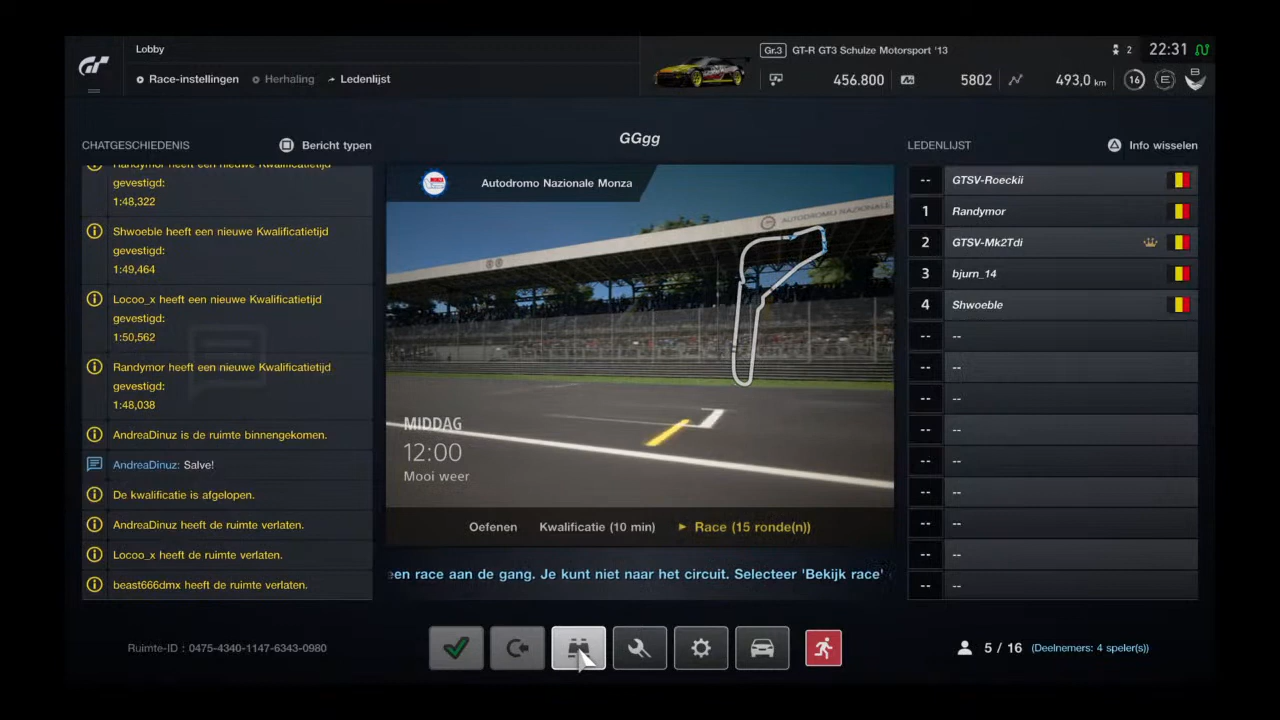 Lobby
Race-instellingen
Herhaling
Ledenlijst
Gr.3
GT-R GT3 Schulze Motorsport '13
2
22:31
456.800
5802
493,0 km
16
E
B
CHATGESCHIEDENIS
Bericht typen
Randymor heeft een nieuwe Kwalificatietijd
gevestigd:
1:48,322
Shwoeble heeft een nieuwe Kwalificatietijd
gevestigd:
1:49,464
Locoo_x heeft een nieuwe Kwalificatietijd
gevestigd:
1:50,562
Randymor heeft een nieuwe Kwalificatietijd
gevestigd:
1:48,038
AndreaDinuz is de ruimte binnengekomen.
AndreaDinuz: Salve!
De kwalificatie is afgelopen.
AndreaDinuz heeft de ruimte verlaten.
Locoo_x heeft de ruimte verlaten.
beast666dmx heeft de ruimte verlaten.
GGgg
Autodromo Nazionale Monza
AUTODROMO NAZIONALE
MIDDAG
12:00
Mooi weer
Oefenen
Kwalificatie (10 min)
Race (15 ronde(n))
een race aan de gang. Je kunt niet naar het circuit. Selecteer 'Bekijk race'
LEDENLIJST
Info wisselen
-- GTSV-Roeckii
1 Randymor
2 GTSV-Mk2Tdi
3 bjurn_14
4 Shwoeble
-- --
-- --
-- --
-- --
-- --
-- --
-- --
-- --
-- --
Ruimte-ID : 0475-4340-1147-6343-0980
5 / 16 (Deelnemers: 4 speler(s))